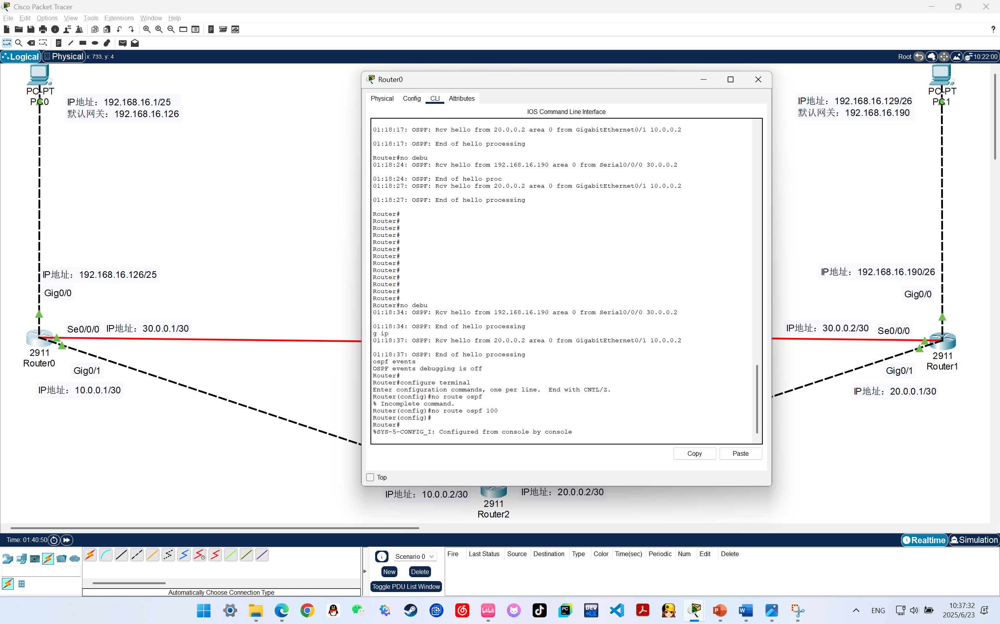 Cisco Packet Tracer
File Edit Options View Tools Extensions Window Help
?
Logical Physical x: 733, y: 4 Root 10:22:00
PC-PT
PC0
IP地址：192.168.16.1/25
默认网关：192.168.16.126
IP地址：192.168.16.126/25
Gig0/0
Se0/0/0 IP地址：30.0.0.1/30
2911
Router0
Gig0/1
IP地址：10.0.0.1/30
Router0
Physical Config CLI Attributes
IOS Command Line Interface
01:18:17: OSPF: Rcv hello from 20.0.0.2 area 0 from GigabitEthernet0/1 10.0.0.2
01:18:17: OSPF: End of hello processing
Router#no debu
01:18:24: OSPF: Rcv hello from 192.168.16.190 area 0 from Serial0/0/0 30.0.0.2
01:18:24: OSPF: End of hello proc
01:18:27: OSPF: Rcv hello from 20.0.0.2 area 0 from GigabitEthernet0/1 10.0.0.2
01:18:27: OSPF: End of hello processing
Router#
Router#
Router#
Router#
Router#
Router#
Router#
Router#
Router#
Router#
Router#
Router#
Router#
Router#no debu
01:18:34: OSPF: Rcv hello from 192.168.16.190 area 0 from Serial0/0/0 30.0.0.2
01:18:34: OSPF: End of hello processing
g ip
01:18:37: OSPF: Rcv hello from 20.0.0.2 area 0 from GigabitEthernet0/1 10.0.0.2
01:18:37: OSPF: End of hello processing
ospf events
OSPF events debugging is off
Router#
Router#configure terminal
Enter configuration commands, one per line.  End with CNTL/Z.
Router(config)#no route ospf
% Incomplete command.
Router(config)#no route ospf 100
Router(config)#
Router#
%SYS-5-CONFIG_I: Configured from console by console
Copy Paste
Top
PC-PT
PC1
IP地址：192.168.16.129/26
默认网关：192.168.16.190
IP地址：192.168.16.190/26
Gig0/0
IP地址：30.0.0.2/30 Se0/0/0
2911
Router1
Gig0/1
IP地址：20.0.0.1/30
IP地址：10.0.0.2/30 IP地址：20.0.0.2/30
2911
Router2
Time: 01:40:50 Realtime Simulation
Scenario 0
New Delete
Toggle PDU List Window
Fire Last Status Source Destination Type Color Time(sec) Periodic Num Edit Delete
Automatically Choose Connection Type
bilibili
PC
DEV
C++
P
W
ENG
10:37:32
2025/6/23